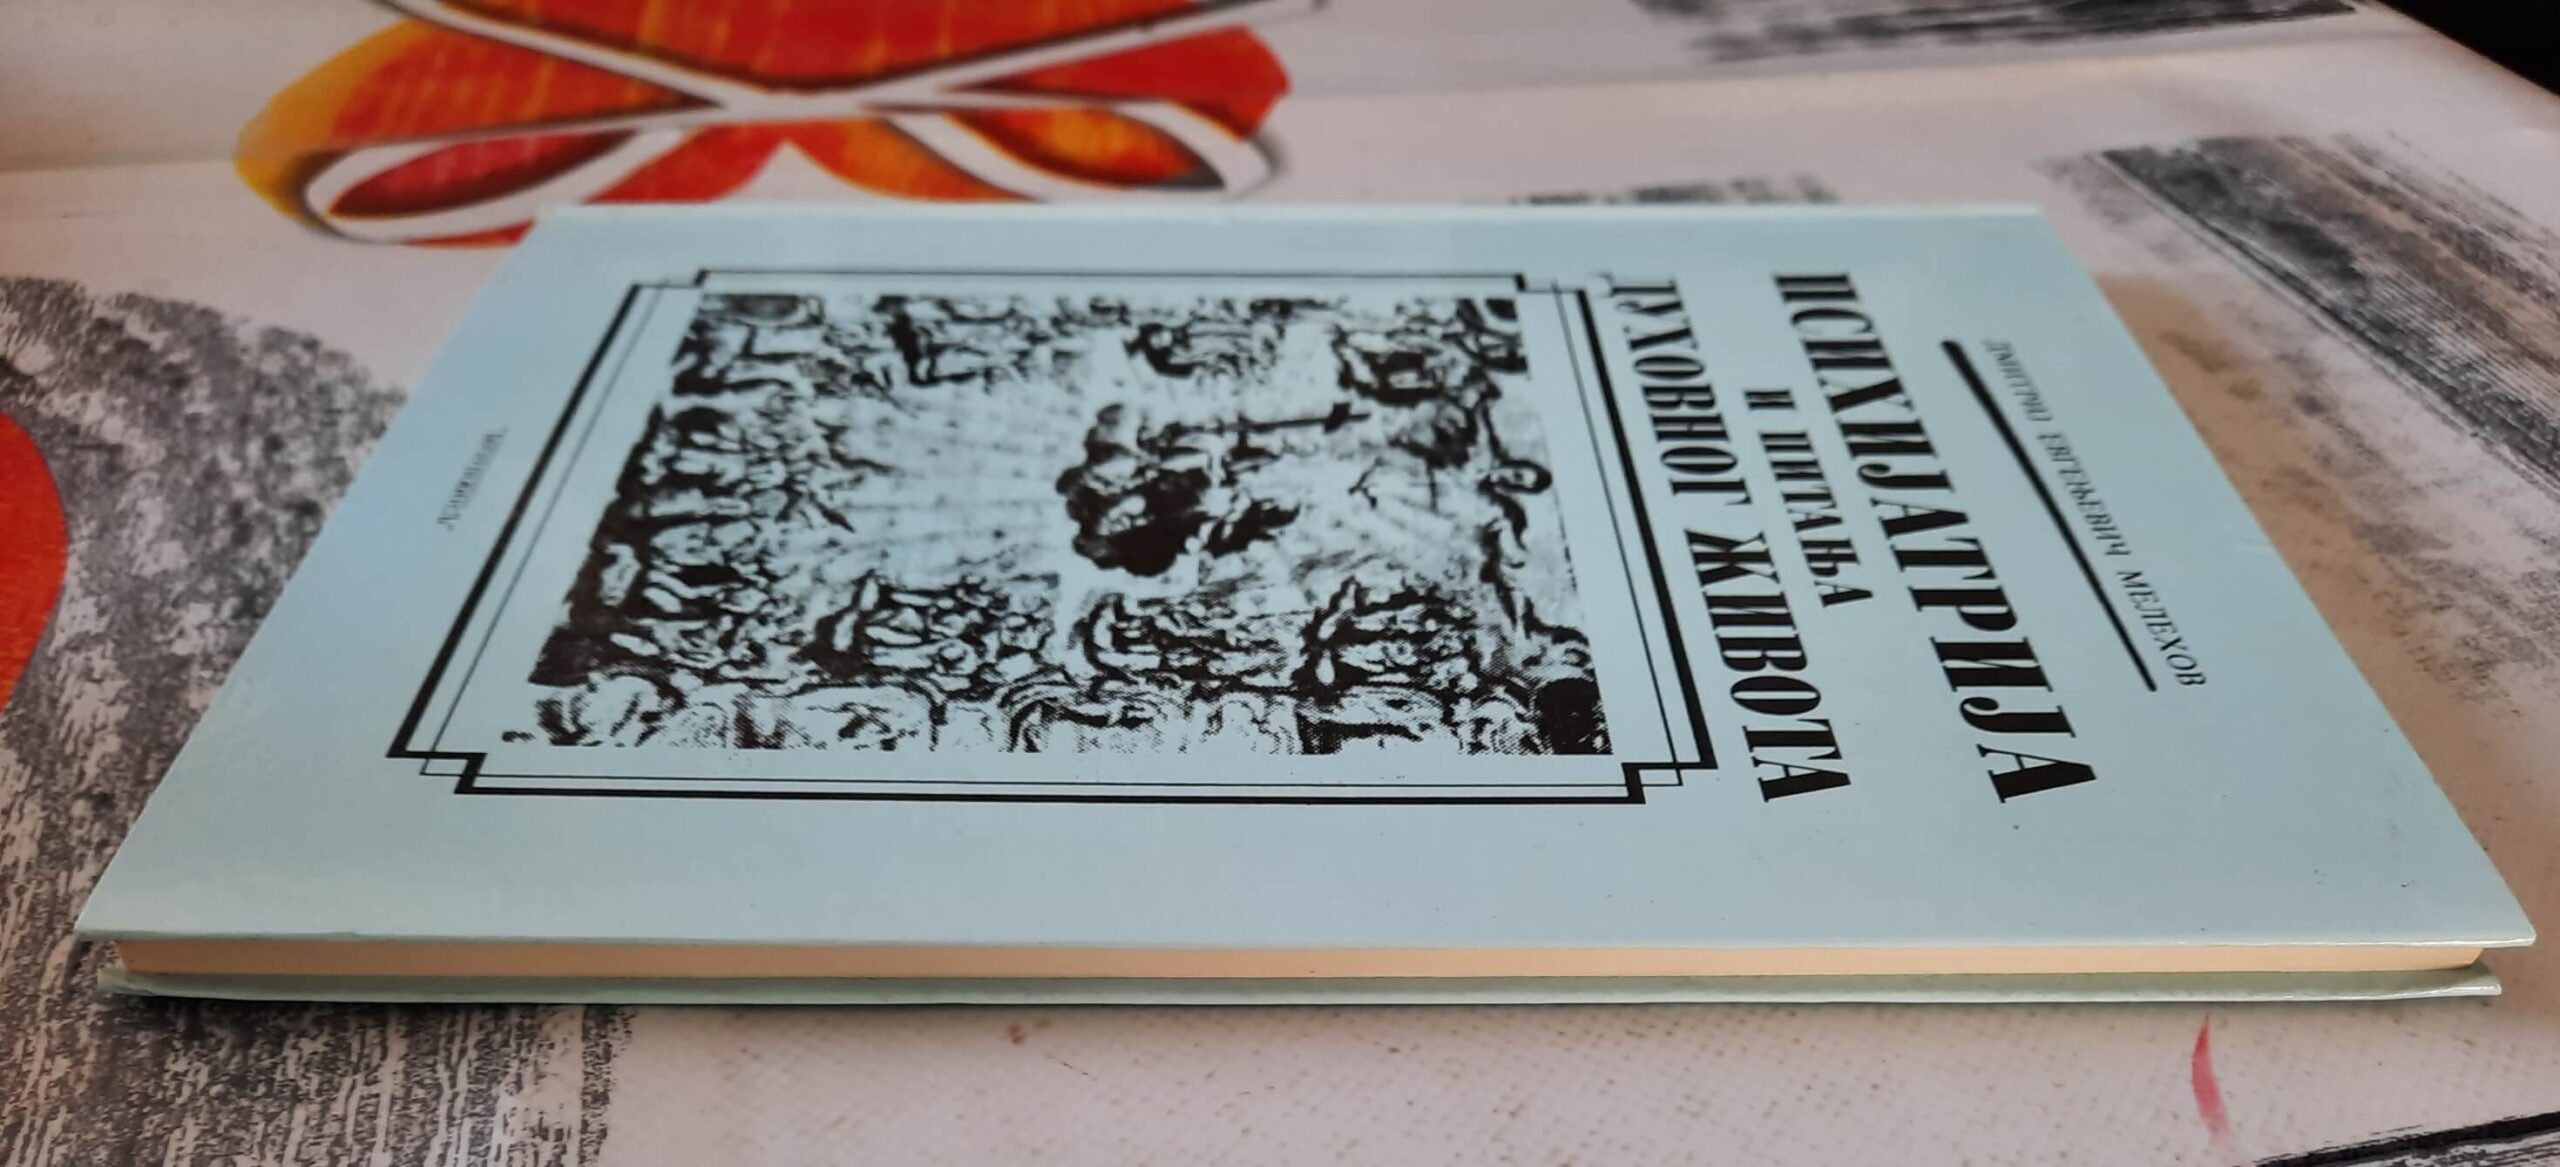 ДМИТРИЈ ЕВГЕЊЕВИЧ МЕЛЕХОВ
ПСИХИЈАТРИЈА
И ПИТАЊА
ДУХОВНОГ ЖИВОТА